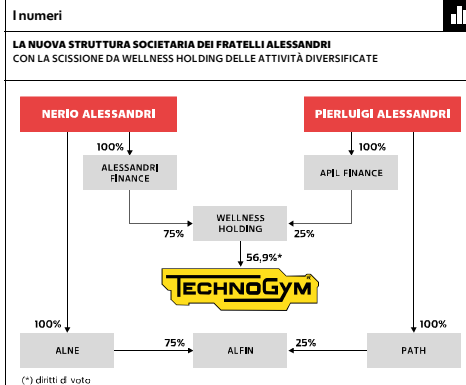 I numeri
LA NUOVA STRUTTURA SOCIETARIA DEI FRATELLI ALESSANDRI
CON LA SCISSIONE DA WELLNESS HOLDING DELLE ATTIVITÀ DIVERSIFICATE
NERIO ALESSANDRI
PIERLUIGI ALESSANDRI
100%
100%
ALESSANDRI
FINANCE
APIL FINANCE
WELLNESS
HOLDING
75%
25%
56,9%*
TECHNOGYM
100%
100%
ALNE
75%
ALFIN
25%
PATH
(*) diritti di voto